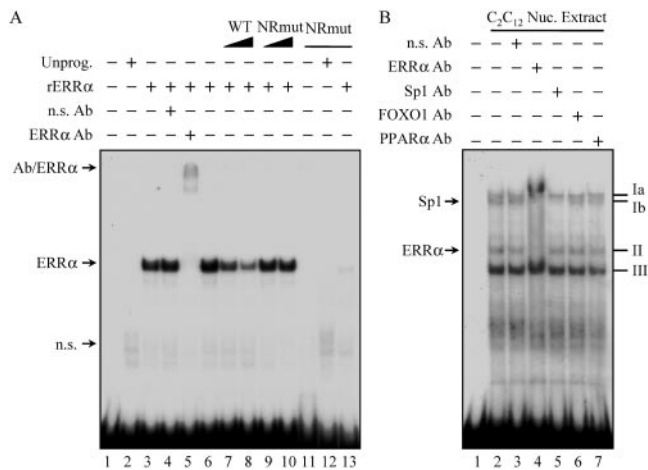 A
WT NRmut NRmut
Unprog. – + – – – – – – – – – + –
rERRα – – + + + + + + + + – – +
n.s. Ab – – – + – – – – – – – – –
ERRα Ab – – – – + – – – – – – – –
Ab/ERRα
ERRα
n.s.
1 2 3 4 5 6 7 8 9 10 11 12 13
B
C2C12 Nuc. Extract
n.s. Ab – – + – – – –
ERRα Ab – – – + – – –
Sp1 Ab – – – – + – –
FOXO1 Ab – – – – – + –
PPARα Ab – – – – – – +
Sp1
ERRα
Ia
Ib
II
III
1 2 3 4 5 6 7